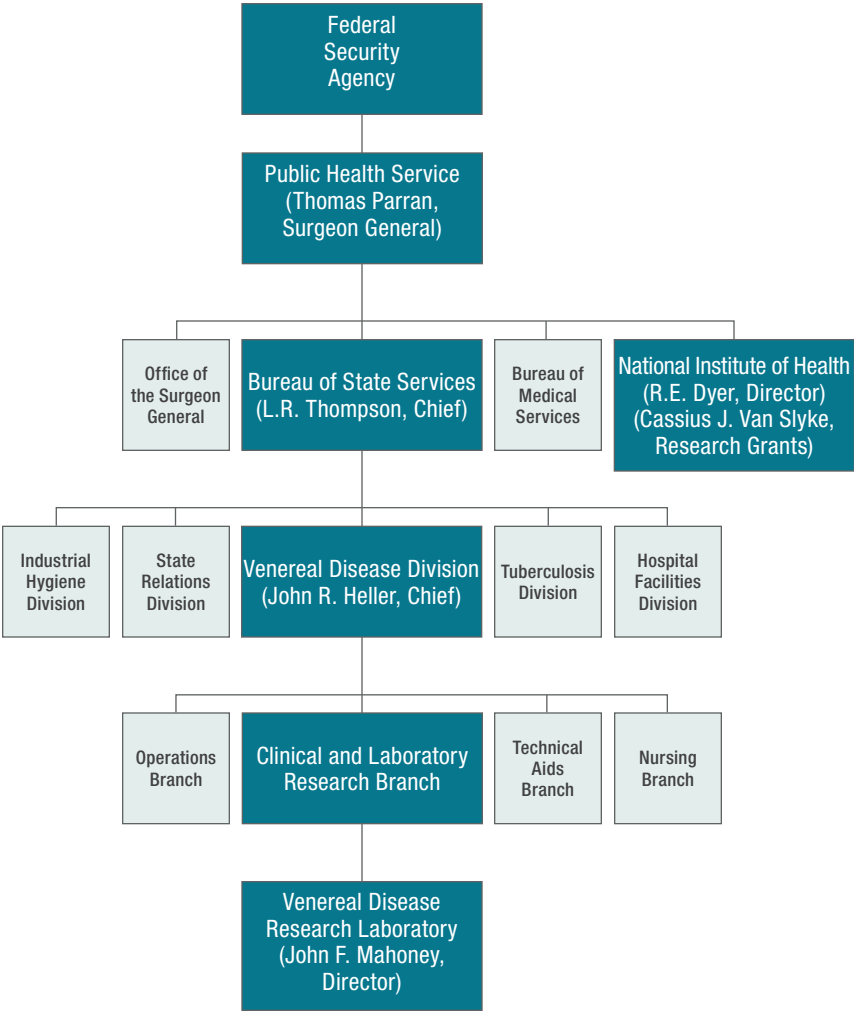 Federal
Security
Agency
Public Health Service
(Thomas Parran,
Surgeon General)
Office of
the Surgeon
General
Bureau of State Services
(L.R. Thompson, Chief)
Bureau of
Medical
Services
National Institute of Health
(R.E. Dyer, Director)
(Cassius J. Van Slyke,
Research Grants)
Industrial
Hygiene
Division
State
Relations
Division
Venereal Disease Division
(John R. Heller, Chief)
Tuberculosis
Division
Hospital
Facilities
Division
Operations
Branch
Clinical and Laboratory
Research Branch
Technical
Aids
Branch
Nursing
Branch
Venereal Disease
Research Laboratory
(John F. Mahoney,
Director)